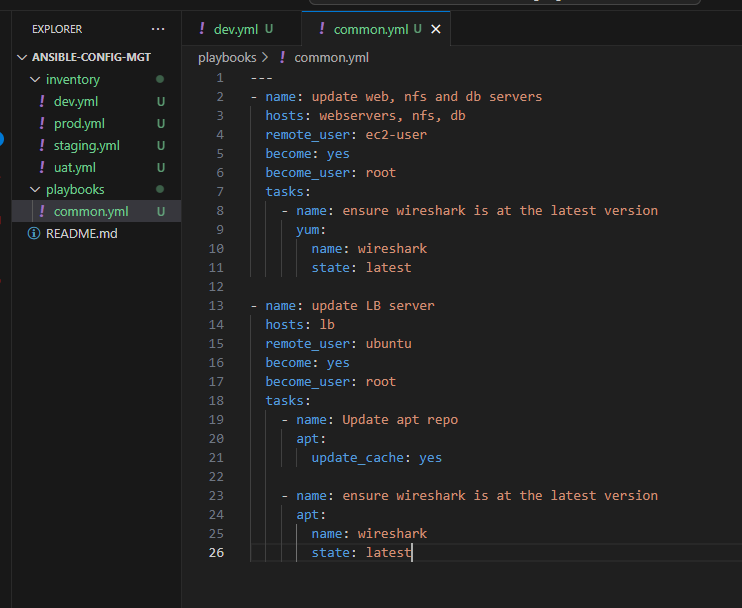 EXPLORER
ANSIBLE-CONFIG-MGT
inventory
dev.yml U
prod.yml U
staging.yml U
uat.yml U
playbooks
common.yml U
README.md
dev.yml U
common.yml U
playbooks > common.yml
1 ---
2 - name: update web, nfs and db servers
3   hosts: webservers, nfs, db
4   remote_user: ec2-user
5   become: yes
6   become_user: root
7   tasks:
8     - name: ensure wireshark is at the latest version
9       yum:
10         name: wireshark
11         state: latest
12
13 - name: update LB server
14   hosts: lb
15   remote_user: ubuntu
16   become: yes
17   become_user: root
18   tasks:
19     - name: Update apt repo
20       apt:
21         update_cache: yes
22
23     - name: ensure wireshark is at the latest version
24       apt:
25         name: wireshark
26         state: latest